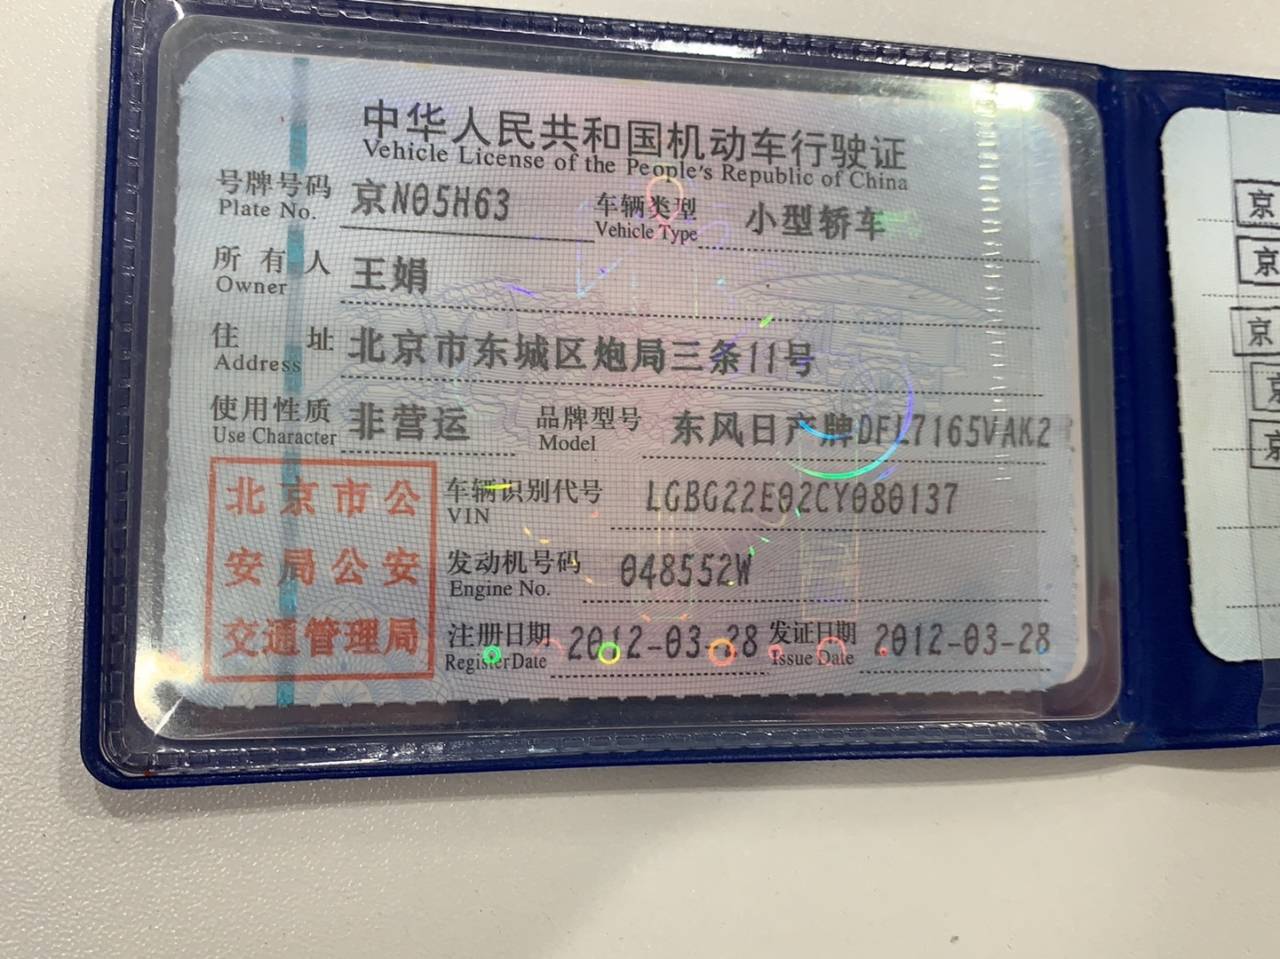 中华人民共和国机动车行驶证
Vehicle License of the People's Republic of China
号牌号码 京N05H63 车辆类型 小型轿车
Plate No. Vehicle Type
所有人 王娟
Owner
住址 北京市东城区炮局三条11号
Address
使用性质 非营运 品牌型号 东风日产牌DFL7165VAK2
Use Character Model
北京市公
安局公安
交通管理局
车辆识别代号 LGBG22E02CY080137
VIN
发动机号码 048552W
Engine No.
注册日期 2012-03-28 发证日期 2012-03-28
Register Date Issue Date
京
京
京
京
京